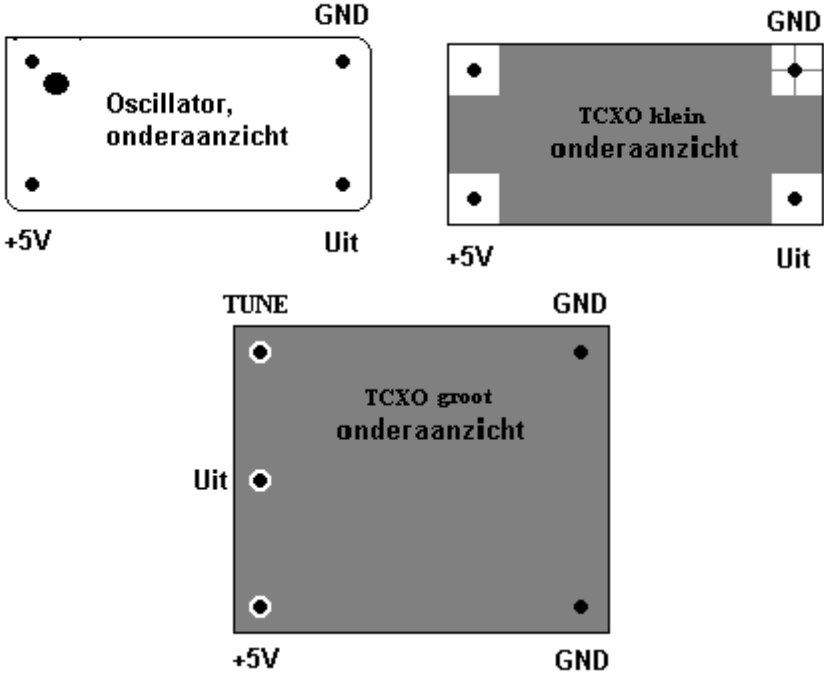 GND
Oscillator,
onderaanzicht
+5V
Uit
GND
TCXO klein
onderaanzicht
+5V
Uit
TUNE
GND
TCXO groot
onderaanzicht
Uit
+5V
GND